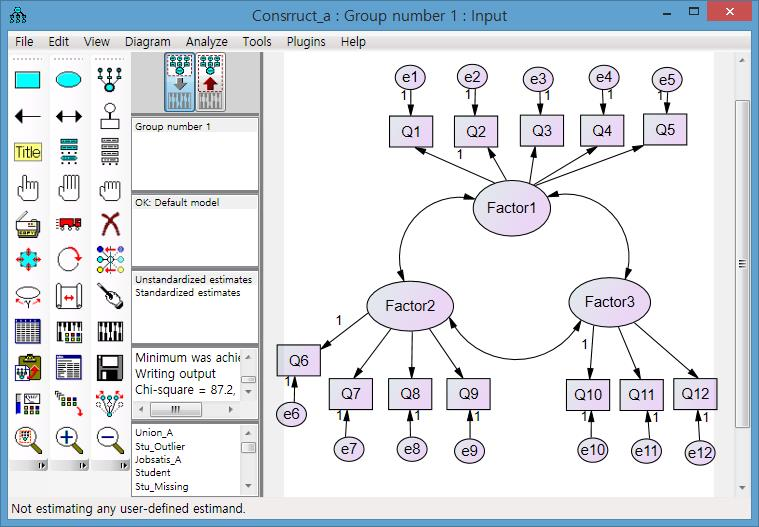 Consrruct_a : Group number 1 : Input
File Edit View Diagram Analyze Tools Plugins Help
Title
Group number 1
OK: Default model
Unstandardized estimates
Standardized estimates
Minimum was achie
Writing output
Chi-square = 87.2,
Union_A
Stu_Outlier
Jobsatis_A
Student
Stu_Missing
e1 e2 e3 e4 e5
1 1 1 1 1
Q1 Q2 Q3 Q4 Q5
1
Factor1
Factor2 Factor3
1 1
Q6
1
Q7 Q8 Q9 Q10 Q11 Q12
e6
1 1 1 1 1 1
e7 e8 e9 e10 e11 e12
Not estimating any user-defined estimand.